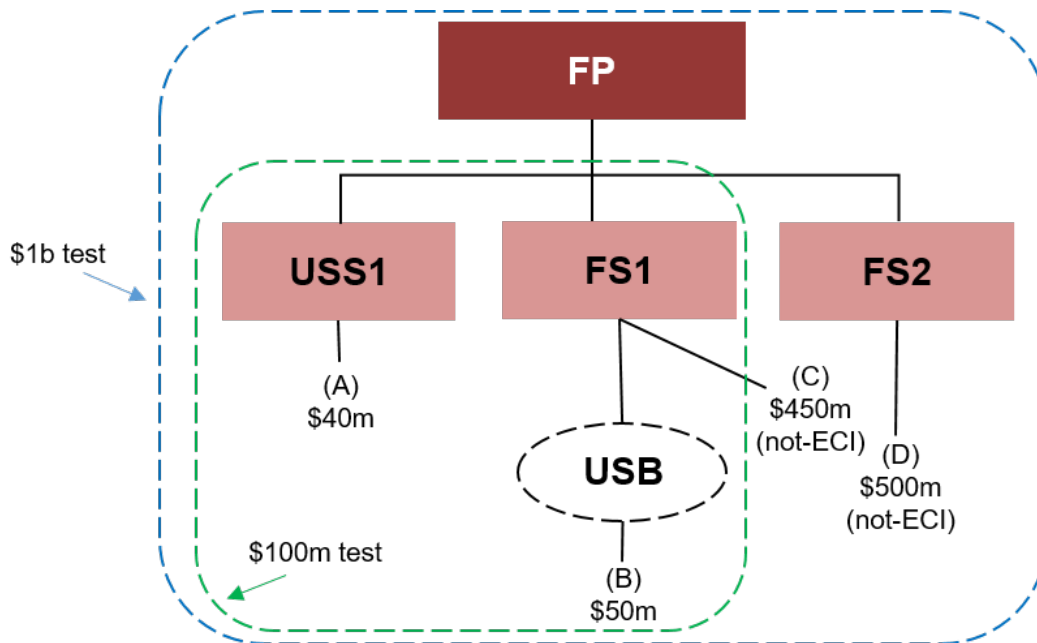 FP
$1b test
USS1
FS1
FS2
(A)
$40m
(C)
$450m
(not-ECI)
USB
(D)
$500m
(not-ECI)
$100m test
(B)
$50m